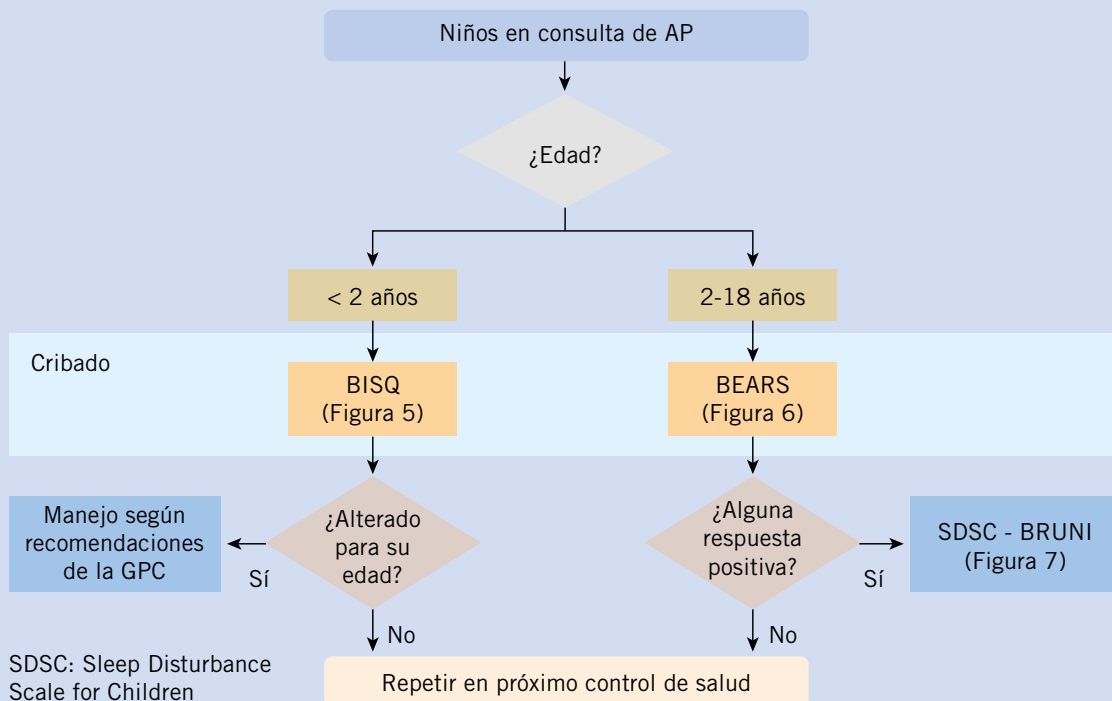 Niños en consulta de AP
¿Edad?
< 2 años
2-18 años
Cribado
BISQ
(Figura 5)
BEARS
(Figura 6)
Manejo según
recomendaciones
de la GPC
Sí
¿Alterado
para su
edad?
¿Alguna
respuesta
positiva?
Sí
SDSC - BRUNI
(Figura 7)
No
No
SDSC: Sleep Disturbance
Scale for Children
Repetir en próximo control de salud